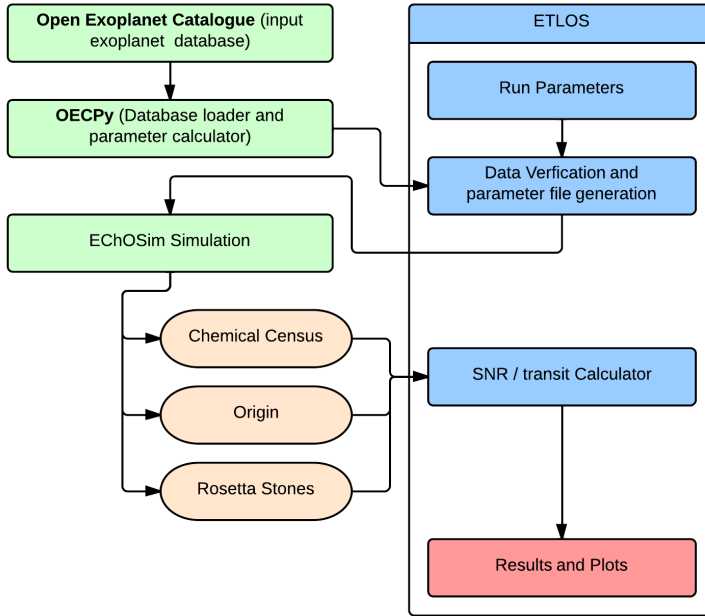 Open Exoplanet Catalogue (input
exoplanet database)
ETLOS
Run Parameters
OECPy (Database loader and
parameter calculator)
Data Verfication and
parameter file generation
EChOSim Simulation
Chemical Census
Origin
Rosetta Stones
SNR / transit Calculator
Results and Plots